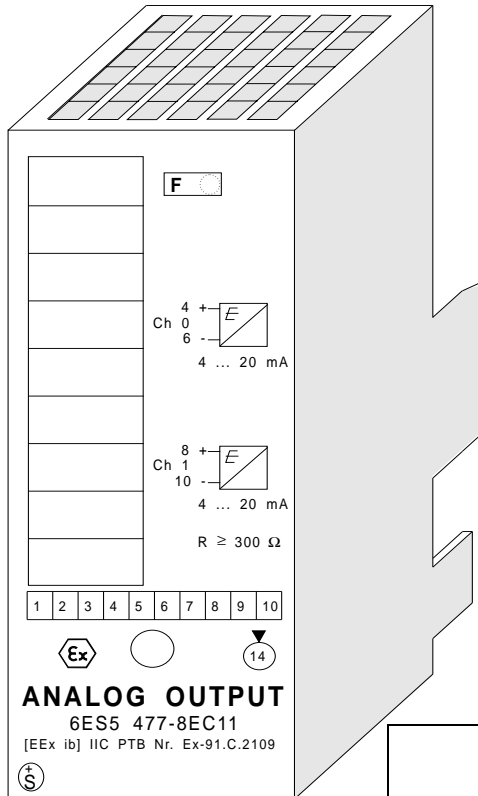 F
4 +
Ch 0
6 -
4 ... 20 mA
8 +
Ch 1
10 -
4 ... 20 mA
R ≥ 300 Ω
1 2 3 4 5 6 7 8 9 10
Ex
14
ANALOG OUTPUT
6ES5 477-8EC11
[EEx ib] IIC PTB Nr. Ex-91.C.2109
+
S